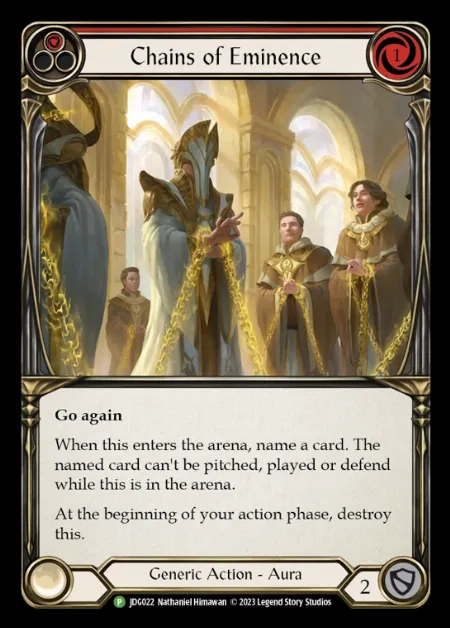 Chains of Eminence
1
Go again
When this enters the arena, name a card. The
named card can't be pitched, played or defend
while this is in the arena.
At the beginning of your action phase, destroy
this.
Generic Action - Aura
2
P JDG022 Nathaniel Himawan © 2023 Legend Story Studios